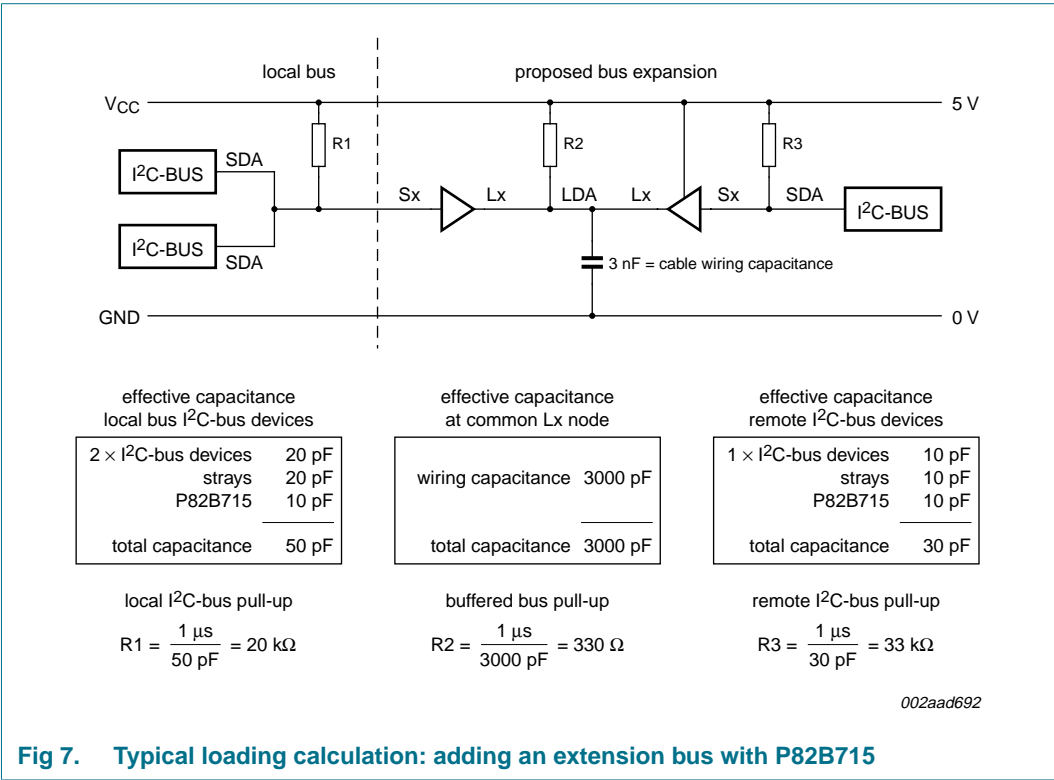 local bus
proposed bus expansion
VCC
5 V
R1
R2
R3
I2C-BUS
SDA
Sx
Lx
LDA
Lx
Sx
SDA
I2C-BUS
I2C-BUS
SDA
3 nF = cable wiring capacitance
GND
0 V
effective capacitance
local bus I2C-bus devices
2 × I2C-bus devices 20 pF
strays 20 pF
P82B715 10 pF
total capacitance 50 pF
local I2C-bus pull-up
R1 = 1 μs / 50 pF = 20 kΩ
effective capacitance
at common Lx node
wiring capacitance 3000 pF
total capacitance 3000 pF
buffered bus pull-up
R2 = 1 μs / 3000 pF = 330 Ω
effective capacitance
remote I2C-bus devices
1 × I2C-bus devices 10 pF
strays 10 pF
P82B715 10 pF
total capacitance 30 pF
remote I2C-bus pull-up
R3 = 1 μs / 30 pF = 33 kΩ
002aad692
Fig 7. Typical loading calculation: adding an extension bus with P82B715